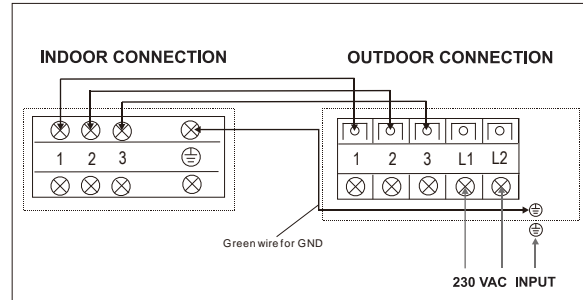 INDOOR CONNECTION
OUTDOOR CONNECTION
1 2 3
1 2 3 L1 L2
Green wire for GND
230 VAC INPUT